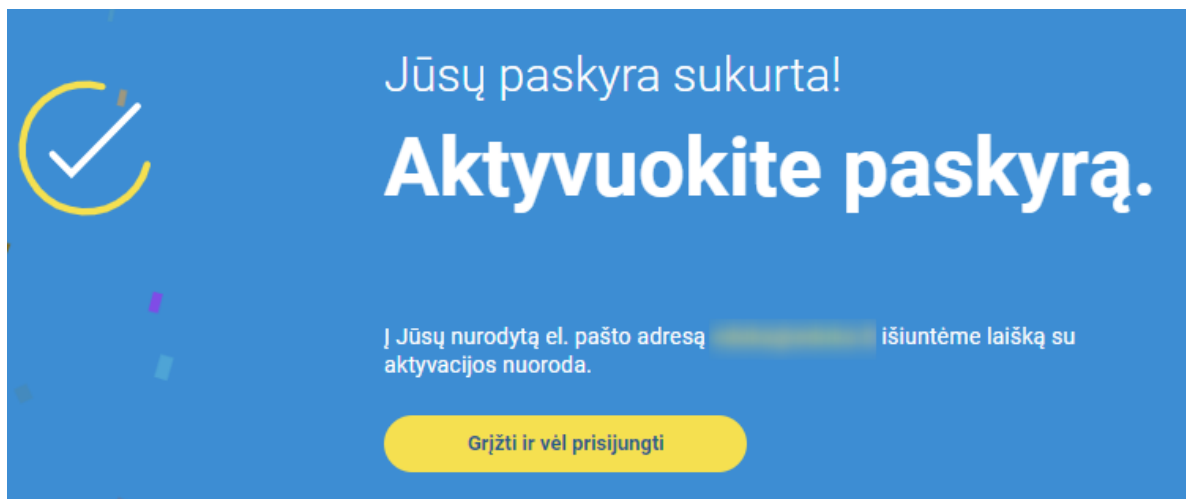 Jūsų paskyra sukurta!
Aktyvuokite paskyrą.
Į Jūsų nurodytą el. pašto adresą išiuntėme laišką su
aktyvacijos nuoroda.
Grįžti ir vėl prisijungti